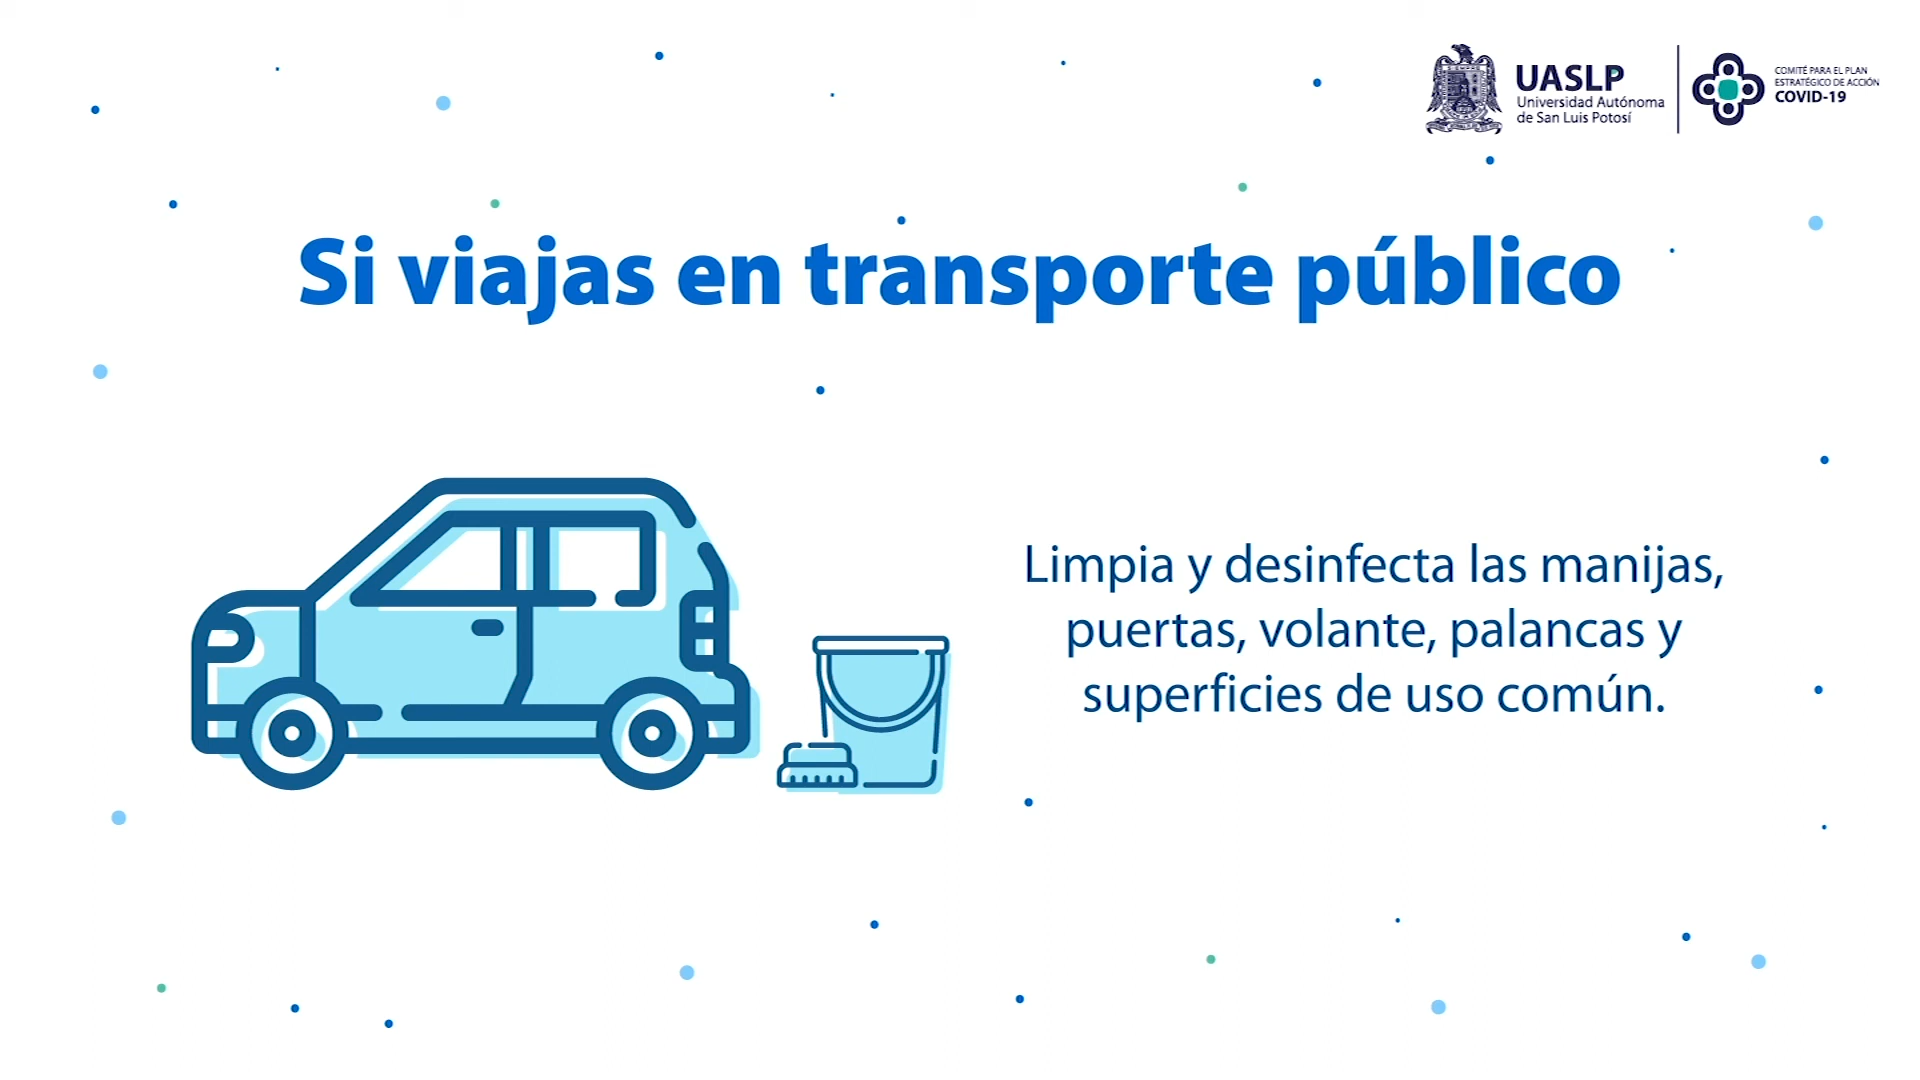 UASLP
Universidad Autónoma
de San Luis Potosí
COMITÉ PARA EL PLAN
ESTRATÉGICO DE ACCIÓN
COVID-19
Si viajas en transporte público
Limpia y desinfecta las manijas,
puertas, volante, palancas y
superficies de uso común.